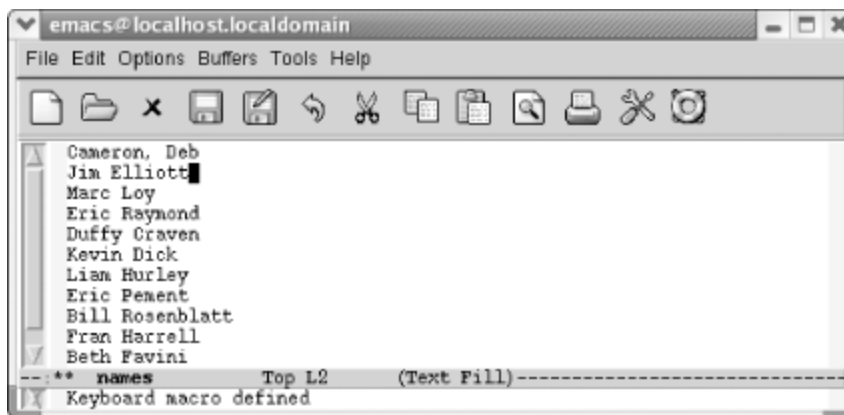 emacs@localhost.localdomain
File Edit Options Buffers Tools Help
Cameron, Deb
Jim Elliott
Marc Loy
Eric Raymond
Duffy Craven
Kevin Dick
Liam Hurley
Eric Pement
Bill Rosenblatt
Fran Harrell
Beth Favini
--:** names Top L2 (Text Fill)------------------------------
Keyboard macro defined